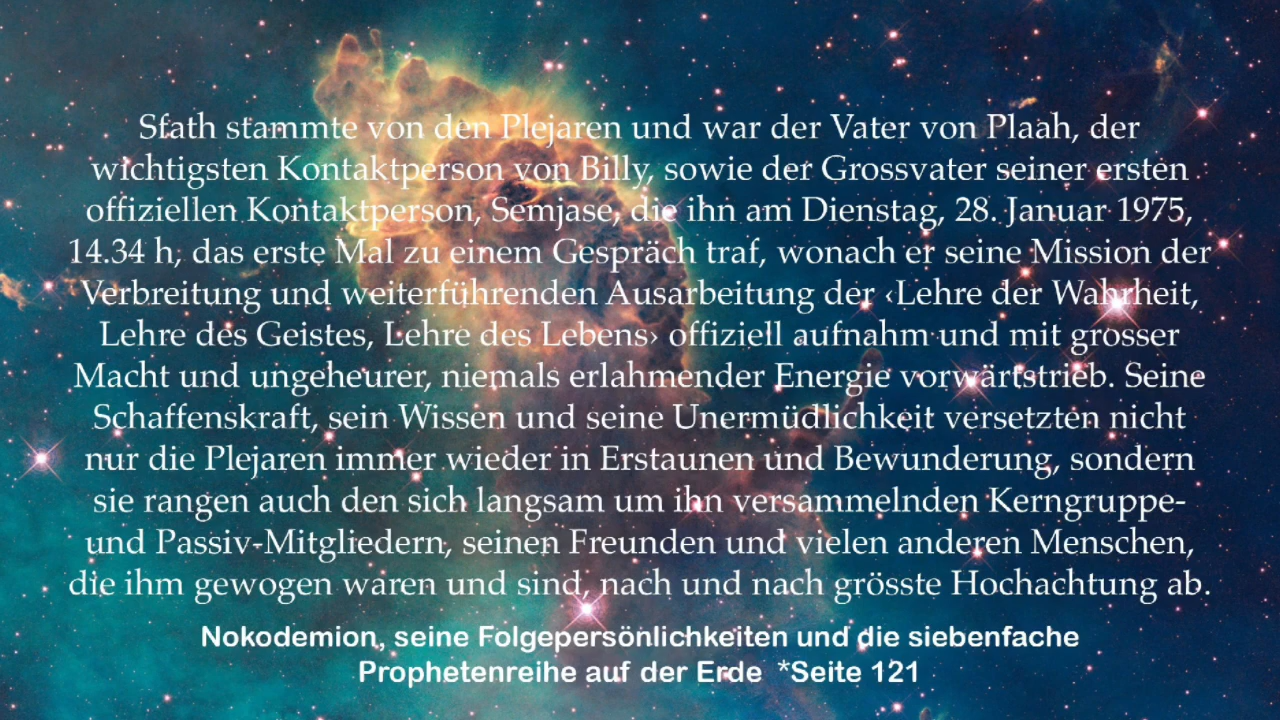 Sfath stammte von den Plejaren und war der Vater von Plaah, der
wichtigsten Kontaktperson von Billy, sowie der Grossvater seiner ersten
offiziellen Kontaktperson, Semjase, die ihn am Dienstag, 28. Januar 1975,
14.34 h, das erste Mal zu einem Gespräch traf, wonach er seine Mission der
Verbreitung und weiterführenden Ausarbeitung der ‹Lehre der Wahrheit,
Lehre des Geistes, Lehre des Lebens› offiziell aufnahm und mit grosser
Macht und ungeheurer, niemals erlahmender Energie vorwärtstrieb. Seine
Schaffenskraft, sein Wissen und seine Unermüdlichkeit versetzten nicht
nur die Plejaren immer wieder in Erstaunen und Bewunderung, sondern
sie rangen auch den sich langsam um ihn versammelnden Kerngruppe-
und Passiv-Mitgliedern, seinen Freunden und vielen anderen Menschen,
die ihm gewogen waren und sind, nach und nach grösste Hochachtung ab.
Nokodemion, seine Folgepersönlichkeiten und die siebenfache
Prophetenreihe auf der Erde *Seite 121